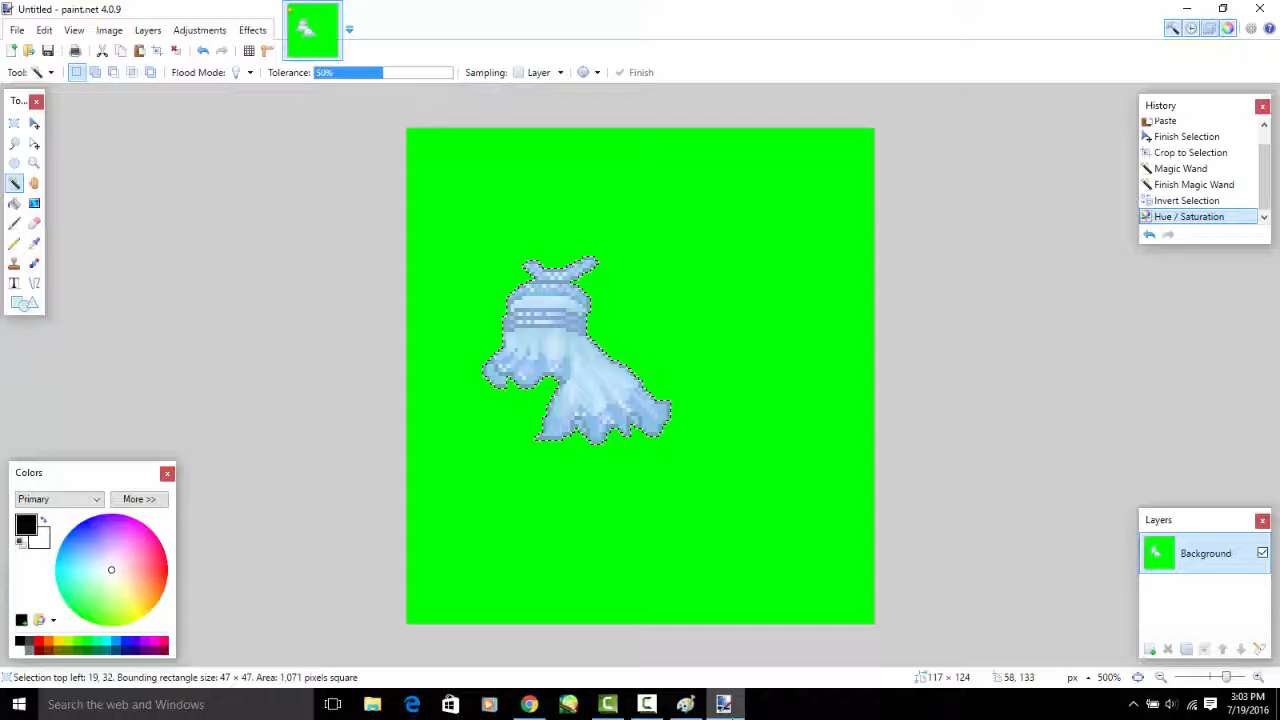 Untitled - paint.net 4.0.9
File Edit View Image Layers Adjustments Effects
Tool: Flood Mode: Tolerance: 50% Sampling: Layer Finish
To...
History
Paste
Finish Selection
Crop to Selection
Magic Wand
Finish Magic Wand
Invert Selection
Hue / Saturation
Colors
Primary More >>
Layers
Background
Selection top left: 19, 32. Bounding rectangle size: 47 × 47. Area: 1,071 pixels square 117 × 124 58, 133 px 500%
Search the web and Windows
3:03 PM
7/19/2016